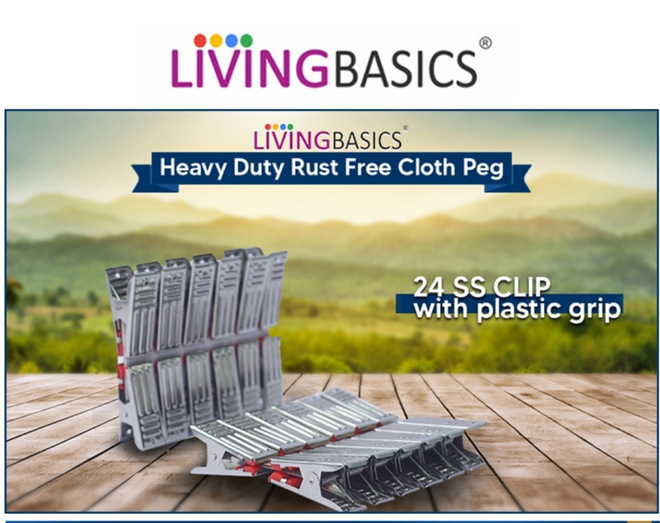 LIVINGBASICS®
LIVINGBASICS®
Heavy Duty Rust Free Cloth Peg
24 SS CLIP
with plastic grip